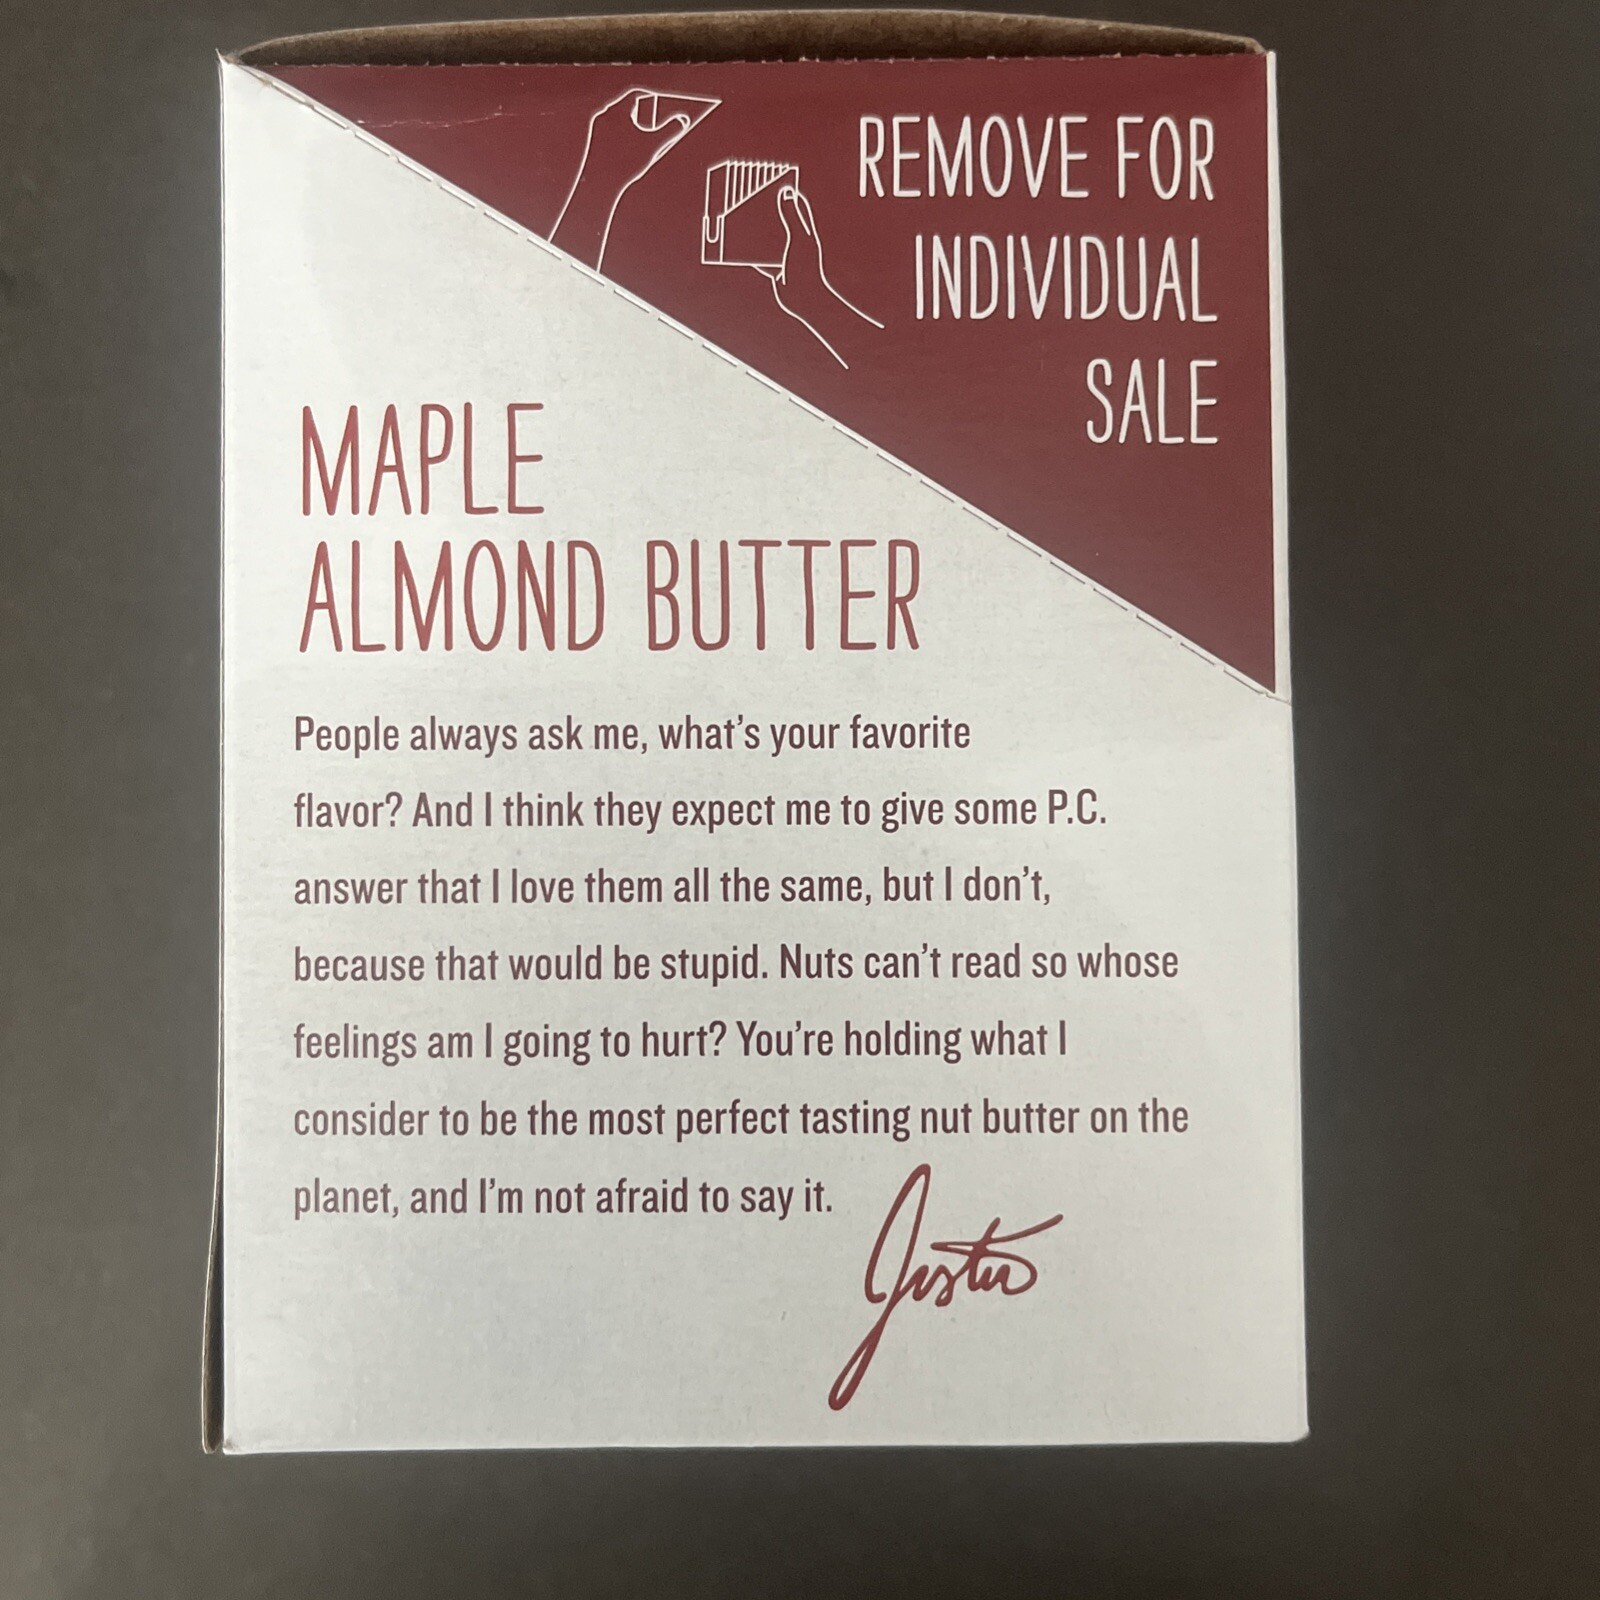 REMOVE FOR
INDIVIDUAL
SALE
MAPLE
ALMOND BUTTER
People always ask me, what's your favorite
flavor? And I think they expect me to give some P.C.
answer that I love them all the same, but I don't,
because that would be stupid. Nuts can't read so whose
feelings am I going to hurt? You're holding what I
consider to be the most perfect tasting nut butter on the
planet, and I'm not afraid to say it.
Justin